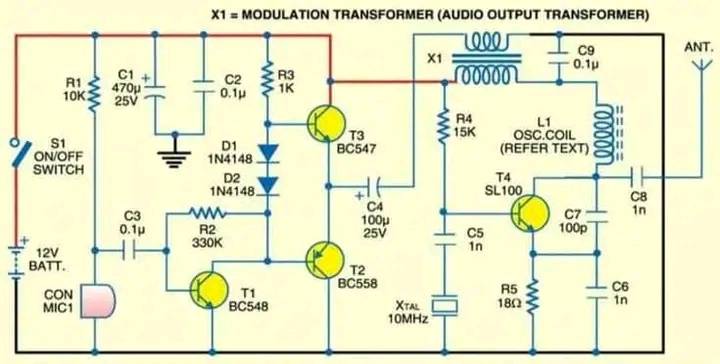 X1 = MODULATION TRANSFORMER (AUDIO OUTPUT TRANSFORMER)
R1
10K
C1
470µ
25V
+
C2
0.1µ
R3
1K
X1
C9
0.1µ
ANT.
S1
ON/OFF
SWITCH
D1
1N4148
D2
1N4148
T3
BC547
R4
15K
L1
OSC.COIL
(REFER TEXT)
C3
0.1µ
R2
330K
+
C4
100µ
25V
T4
SL100
C7
100p
C8
1n
+
12V
BATT.
CON
MIC1
T1
BC548
T2
BC558
C5
1n
XTAL
10MHz
R5
18Ω
C6
1n